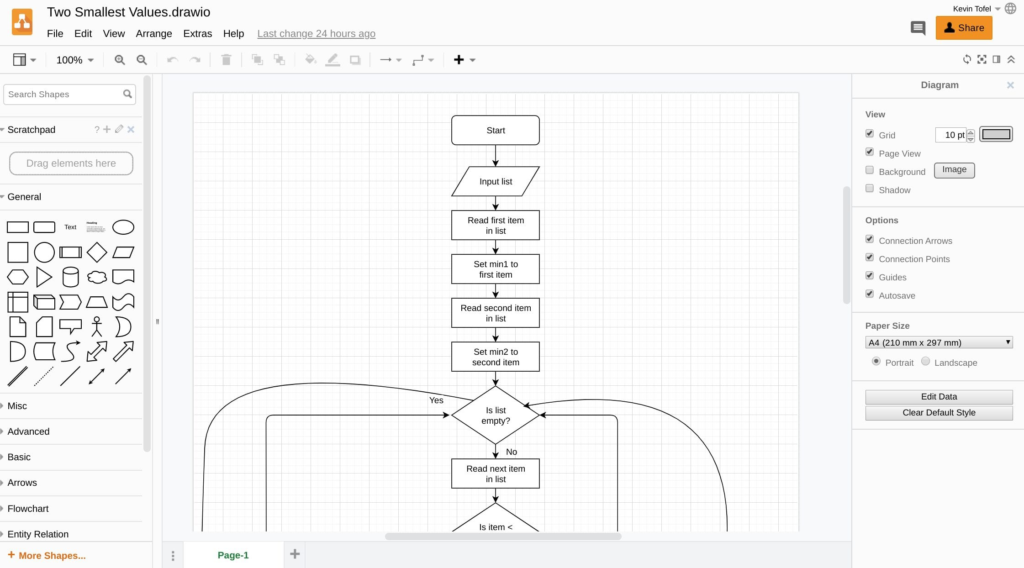 Two Smallest Values.drawio
Kevin Tofel
File Edit View Arrange Extras Help Last change 24 hours ago
Share
100%
Search Shapes
Scratchpad
?
Drag elements here
General
Text
Heading
Misc
Advanced
Basic
Arrows
Flowchart
Entity Relation
+ More Shapes...
Start
Input list
Read first item
in list
Set min1 to
first item
Read second item
in list
Set min2 to
second item
Yes
Is list
empty?
No
Read next item
in list
Is item <
Page-1
Diagram
View
Grid
10 pt
Page View
Background
Image
Shadow
Options
Connection Arrows
Connection Points
Guides
Autosave
Paper Size
A4 (210 mm x 297 mm)
Portrait Landscape
Edit Data
Clear Default Style